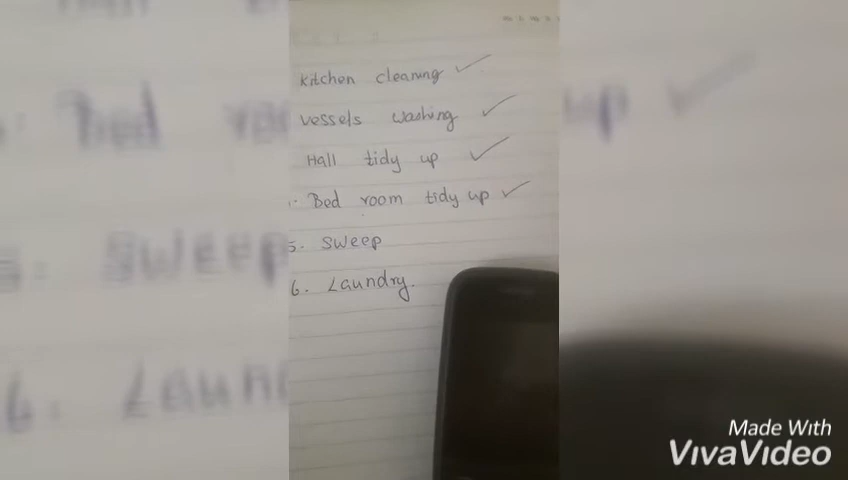 Kitchen cleaning ✓
vessels washing ✓
Hall tidy up ✓
Bed room tidy up ✓
5. Sweep
6. Laundry.
Made With
VivaVideo